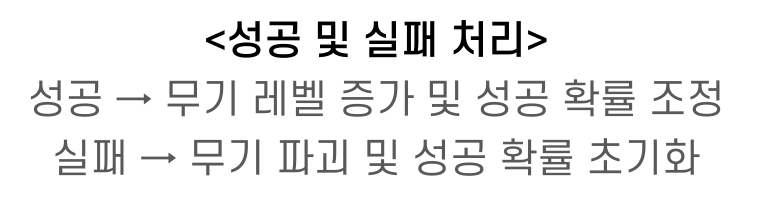 <성공 및 실패 처리>
성공 → 무기 레벨 증가 및 성공 확률 조정
실패 → 무기 파괴 및 성공 확률 초기화